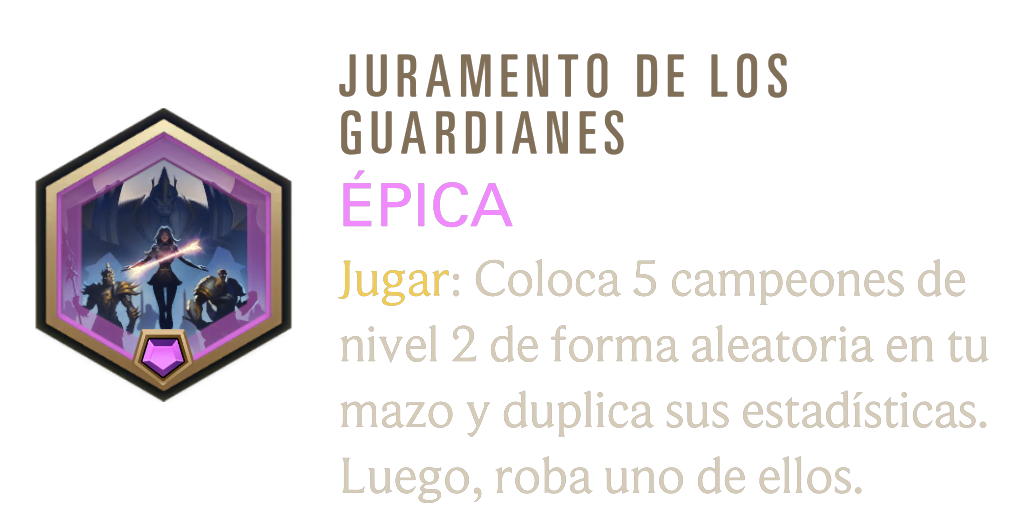 JURAMENTO DE LOS
GUARDIANES
ÉPICA
Jugar: Coloca 5 campeones de
nivel 2 de forma aleatoria en tu
mazo y duplica sus estadísticas.
Luego, roba uno de ellos.